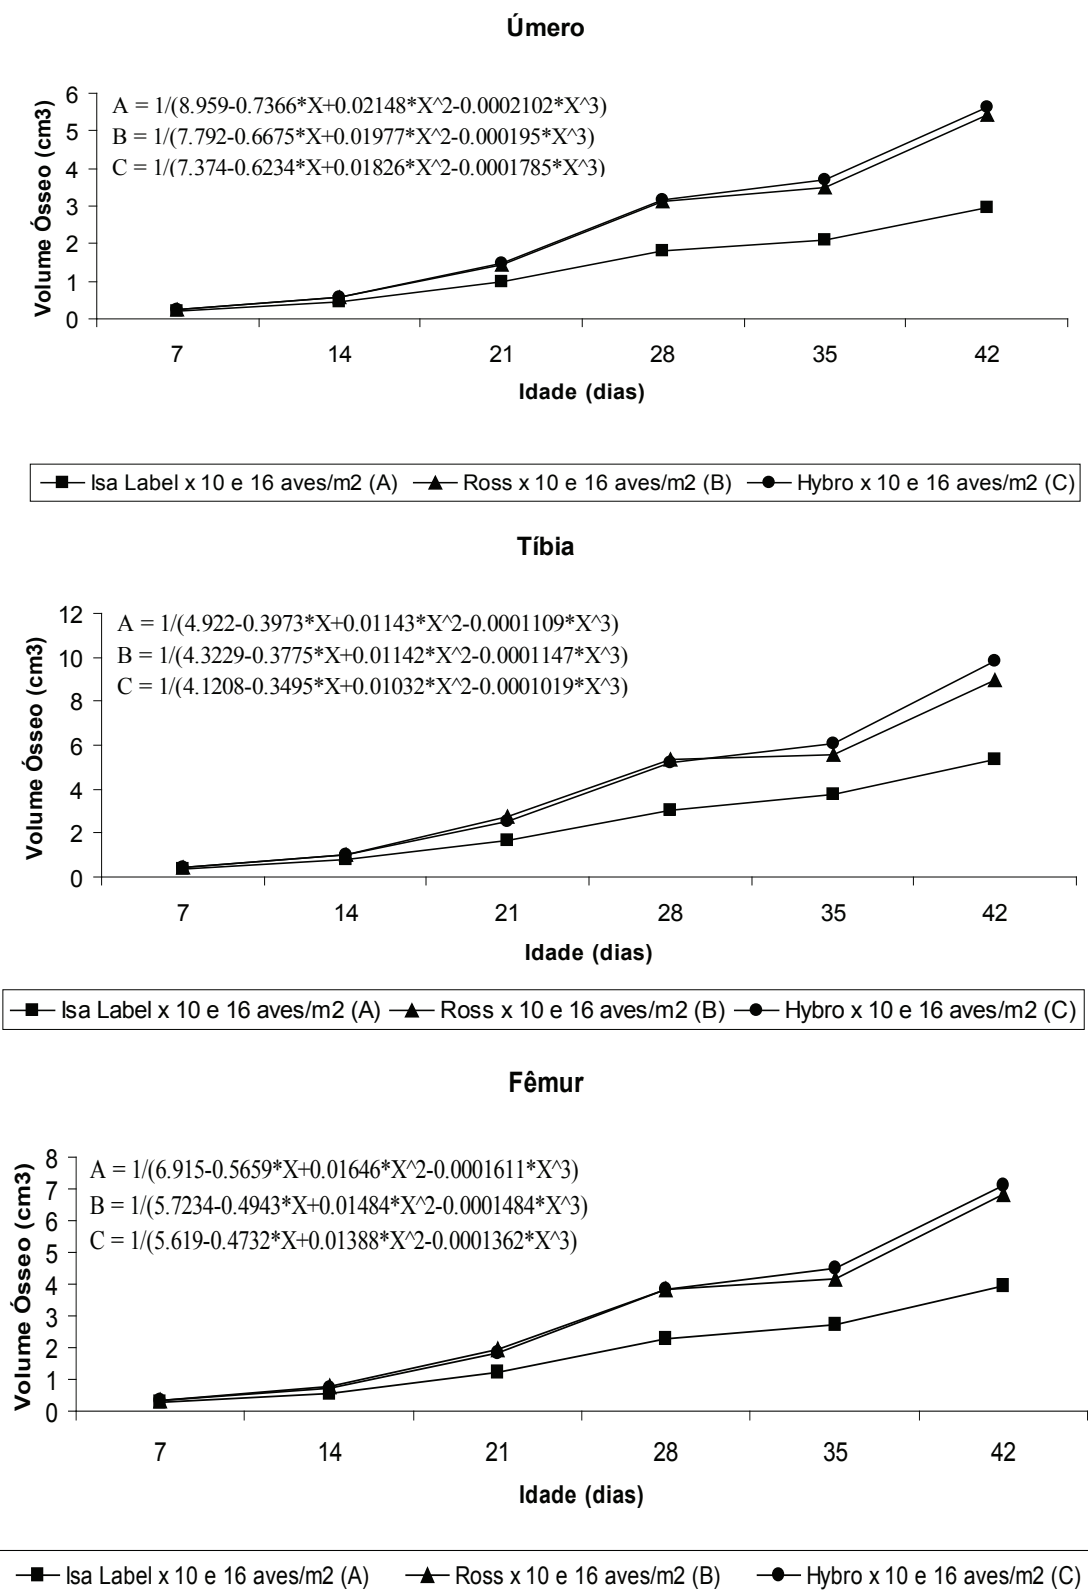 Úmero
A = 1/(8.959-0.7366*X+0.02148*X^2-0.0002102*X^3)
B = 1/(7.792-0.6675*X+0.01977*X^2-0.000195*X^3)
C = 1/(7.374-0.6234*X+0.01826*X^2-0.0001785*X^3)
Volume Ósseo (cm3)
6
5
4
3
2
1
0
7 14 21 28 35 42
Idade (dias)
Isa Label x 10 e 16 aves/m2 (A) Ross x 10 e 16 aves/m2 (B) Hybro x 10 e 16 aves/m2 (C)
Tíbia
A = 1/(4.922-0.3973*X+0.01143*X^2-0.0001109*X^3)
B = 1/(4.3229-0.3775*X+0.01142*X^2-0.0001147*X^3)
C = 1/(4.1208-0.3495*X+0.01032*X^2-0.0001019*X^3)
Volume Ósseo (cm3)
12
10
8
6
4
2
0
7 14 21 28 35 42
Idade (dias)
Isa Label x 10 e 16 aves/m2 (A) Ross x 10 e 16 aves/m2 (B) Hybro x 10 e 16 aves/m2 (C)
Fêmur
A = 1/(6.915-0.5659*X+0.01646*X^2-0.0001611*X^3)
B = 1/(5.7234-0.4943*X+0.01484*X^2-0.0001484*X^3)
C = 1/(5.619-0.4732*X+0.01388*X^2-0.0001362*X^3)
Volume Ósseo (cm3)
8
7
6
5
4
3
2
1
0
7 14 21 28 35 42
Idade (dias)
Isa Label x 10 e 16 aves/m2 (A) Ross x 10 e 16 aves/m2 (B) Hybro x 10 e 16 aves/m2 (C)